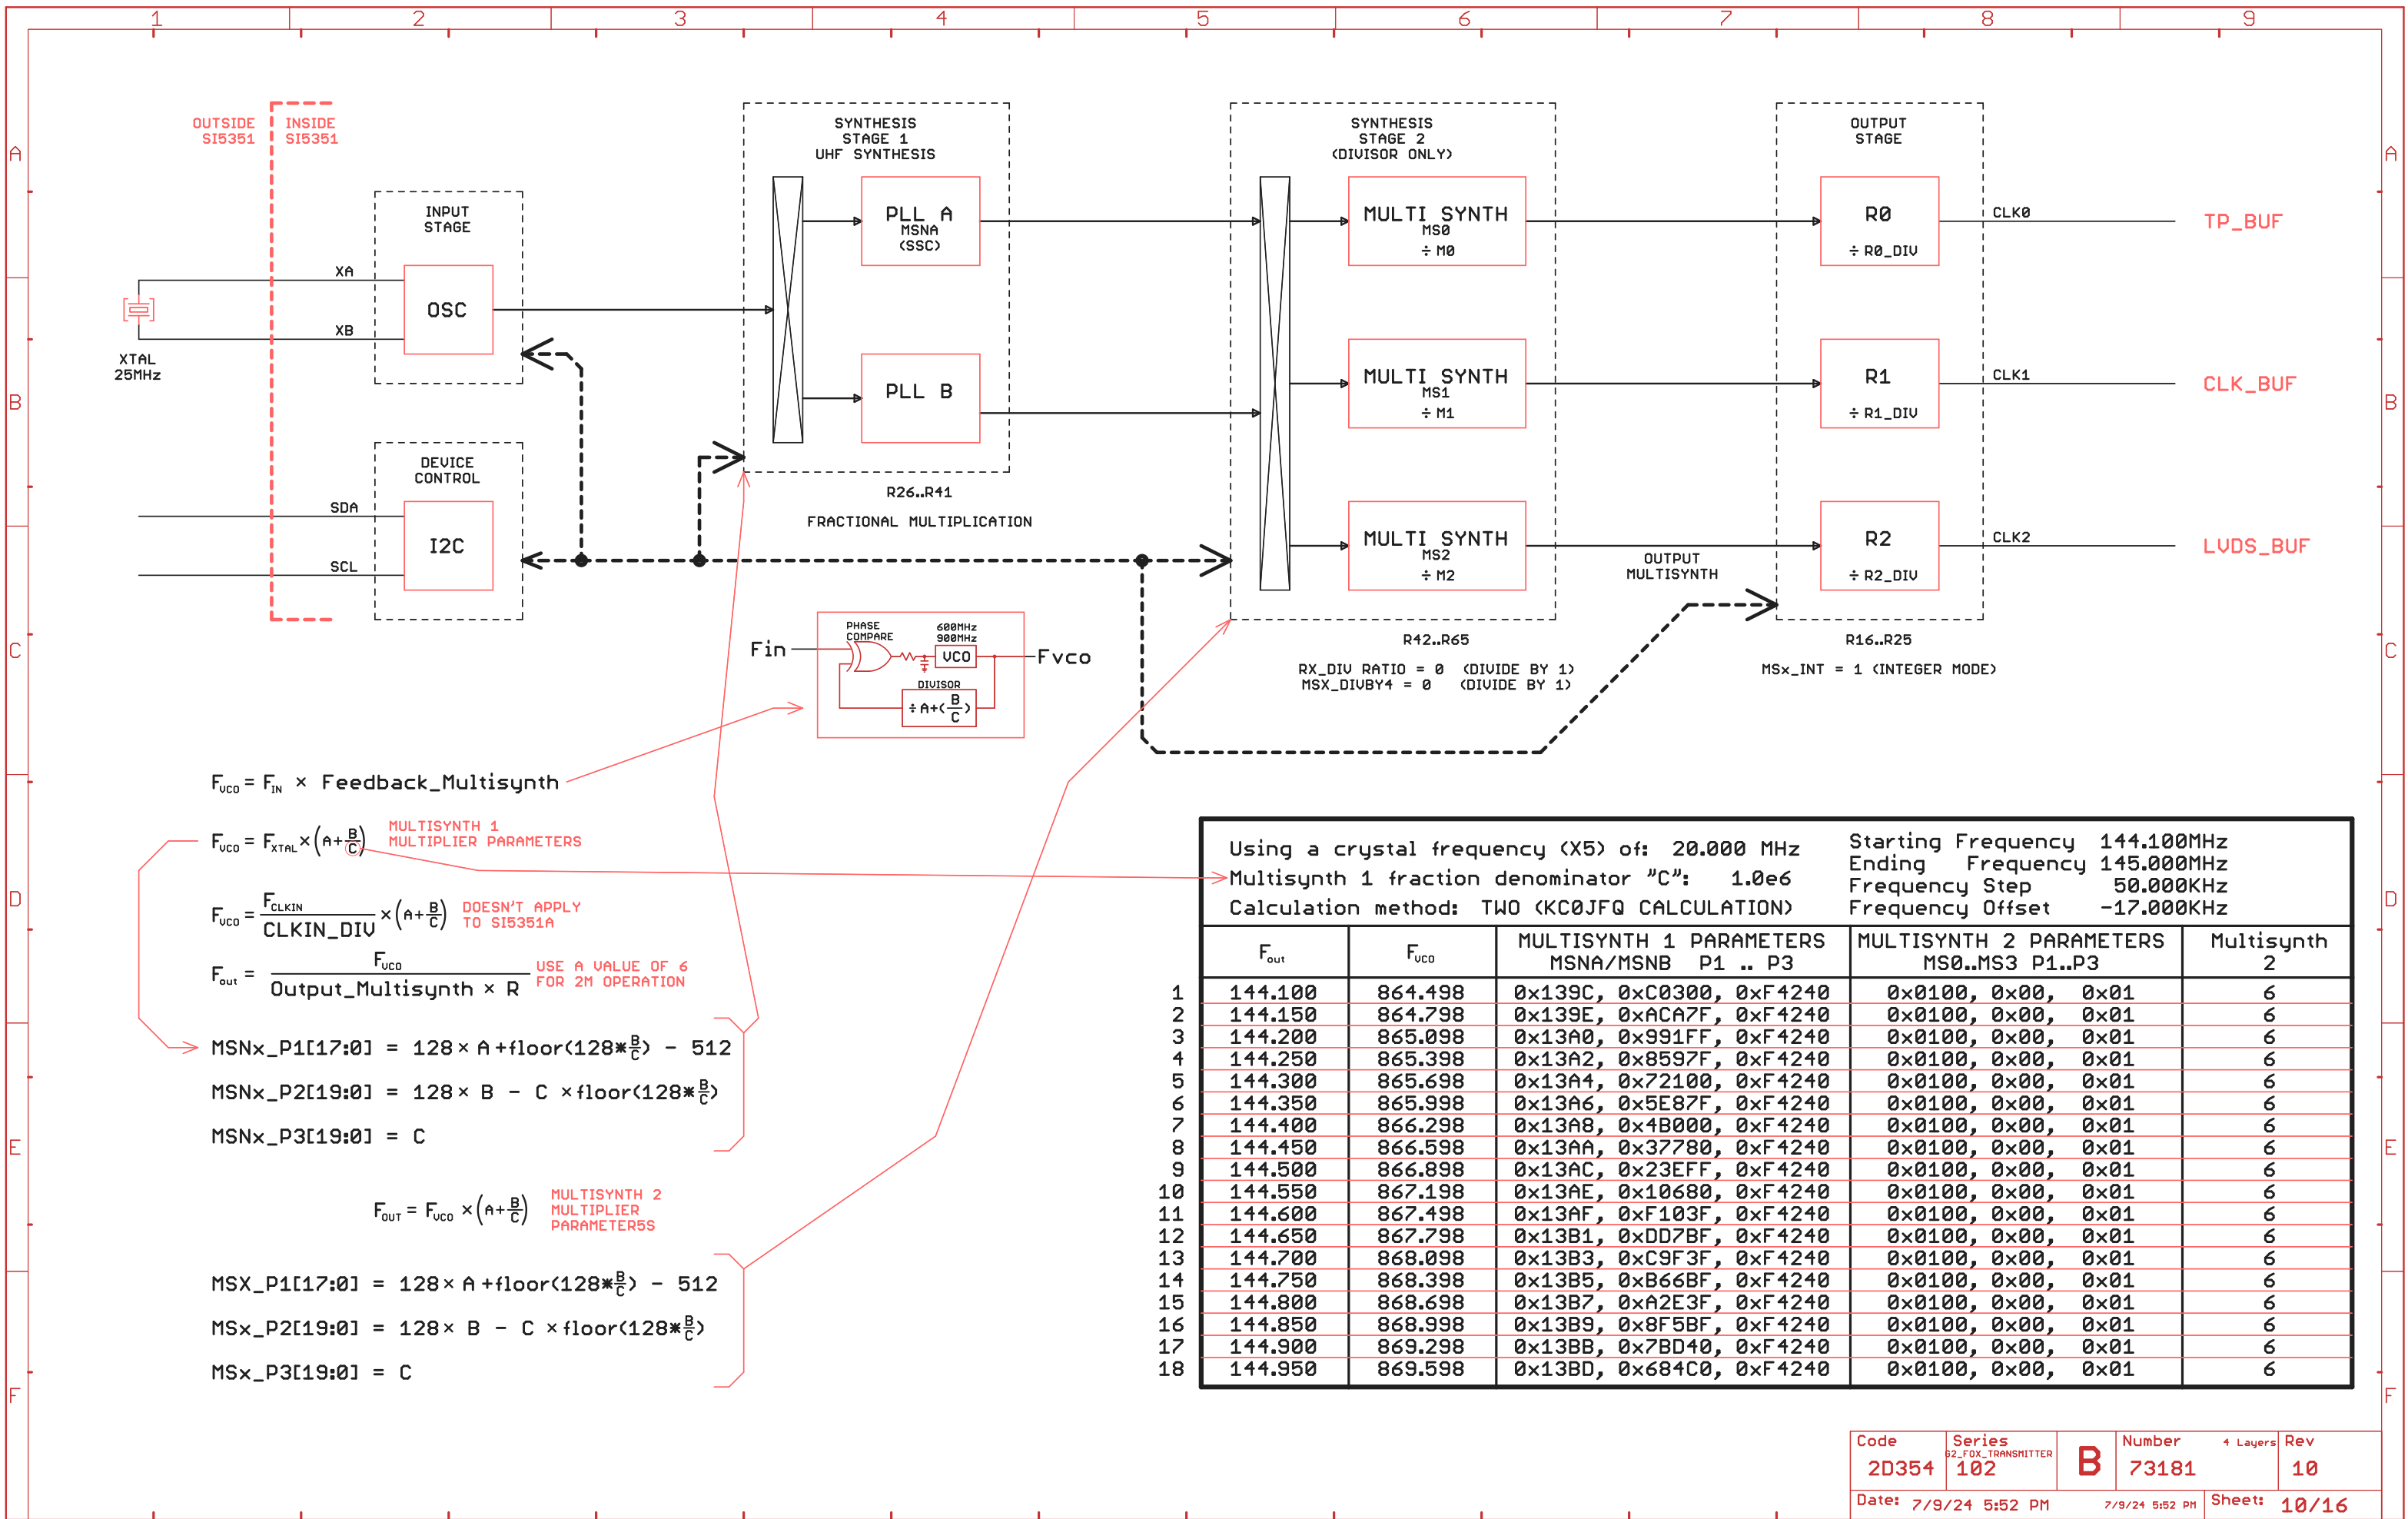 1 2 3 4 5 6 7 8 9
A A
B B
C C
D D
E E
F F
OUTSIDE
SI5351
INSIDE
SI5351
INPUT
STAGE
XA
OSC
XB
XTAL
25MHz
DEVICE
CONTROL
SDA
I2C
SCL
SYNTHESIS
STAGE 1
UHF SYNTHESIS
PLL A
MSNA
(SSC)
PLL B
R26..R41
FRACTIONAL MULTIPLICATION
SYNTHESIS
STAGE 2
(DIVISOR ONLY)
MULTI SYNTH
MS0
÷ M0
MULTI SYNTH
MS1
÷ M1
MULTI SYNTH
MS2
÷ M2
OUTPUT
MULTISYNTH
R42..R65
RX_DIV RATIO = 0 (DIVIDE BY 1)
MSX_DIVBY4 = 0 (DIVIDE BY 1)
OUTPUT
STAGE
R0
÷ R0_DIV
CLK0
TP_BUF
R1
÷ R1_DIV
CLK1
CLK_BUF
R2
÷ R2_DIV
CLK2
LVDS_BUF
R16..R25
MSx_INT = 1 (INTEGER MODE)
PHASE
COMPARE
600MHz
900MHz
Fin
VCO
Fvco
DIVISOR
÷ A+(B/C)
FVCO = FIN × Feedback_Multisynth
FVCO = FXTAL × (A+B/C)
MULTISYNTH 1
MULTIPLIER PARAMETERS
FVCO = FCLKIN/CLKIN_DIV × (A+B/C)
DOESN'T APPLY
TO SI5351A
Fout = FVCO/Output_Multisynth × R
USE A VALUE OF 6
FOR 2M OPERATION
MSNx_P1[17:0] = 128 × A +floor(128*B/C) - 512
MSNx_P2[19:0] = 128 × B - C ×floor(128*B/C)
MSNx_P3[19:0] = C
FOUT = FVCO × (A+B/C)
MULTISYNTH 2
MULTIPLIER
PARAMETER5S
MSX_P1[17:0] = 128 × A +floor(128*B/C) - 512
MSx_P2[19:0] = 128 × B - C ×floor(128*B/C)
MSx_P3[19:0] = C
Using a crystal frequency (X5) of: 20.000 MHz
Multisynth 1 fraction denominator "C": 1.0e6
Calculation method: TWO (KC0JFQ CALCULATION)
Starting Frequency 144.100MHz
Ending Frequency 145.000MHz
Frequency Step 50.000KHz
Frequency Offset -17.000KHz
Fout
FVCO
MULTISYNTH 1 PARAMETERS
MSNA/MSNB P1 .. P3
MULTISYNTH 2 PARAMETERS
MS0..MS3 P1..P3
Multisynth
2
1 144.100 864.498 0x139C, 0xC0300, 0xF4240 0x0100, 0x00, 0x01 6
2 144.150 864.798 0x139E, 0xACA7F, 0xF4240 0x0100, 0x00, 0x01 6
3 144.200 865.098 0x13A0, 0x991FF, 0xF4240 0x0100, 0x00, 0x01 6
4 144.250 865.398 0x13A2, 0x8597F, 0xF4240 0x0100, 0x00, 0x01 6
5 144.300 865.698 0x13A4, 0x72100, 0xF4240 0x0100, 0x00, 0x01 6
6 144.350 865.998 0x13A6, 0x5E87F, 0xF4240 0x0100, 0x00, 0x01 6
7 144.400 866.298 0x13A8, 0x4B000, 0xF4240 0x0100, 0x00, 0x01 6
8 144.450 866.598 0x13AA, 0x37780, 0xF4240 0x0100, 0x00, 0x01 6
9 144.500 866.898 0x13AC, 0x23EFF, 0xF4240 0x0100, 0x00, 0x01 6
10 144.550 867.198 0x13AE, 0x10680, 0xF4240 0x0100, 0x00, 0x01 6
11 144.600 867.498 0x13AF, 0xF103F, 0xF4240 0x0100, 0x00, 0x01 6
12 144.650 867.798 0x13B1, 0xDD7BF, 0xF4240 0x0100, 0x00, 0x01 6
13 144.700 868.098 0x13B3, 0xC9F3F, 0xF4240 0x0100, 0x00, 0x01 6
14 144.750 868.398 0x13B5, 0xB66BF, 0xF4240 0x0100, 0x00, 0x01 6
15 144.800 868.698 0x13B7, 0xA2E3F, 0xF4240 0x0100, 0x00, 0x01 6
16 144.850 868.998 0x13B9, 0x8F5BF, 0xF4240 0x0100, 0x00, 0x01 6
17 144.900 869.298 0x13BB, 0x7BD40, 0xF4240 0x0100, 0x00, 0x01 6
18 144.950 869.598 0x13BD, 0x684C0, 0xF4240 0x0100, 0x00, 0x01 6
Code
2D354
Series
G2_FOX_TRANSMITTER
102
B
Number 4 Layers
73181
Rev
10
Date: 7/9/24 5:52 PM 7/9/24 5:52 PM
Sheet: 10/16